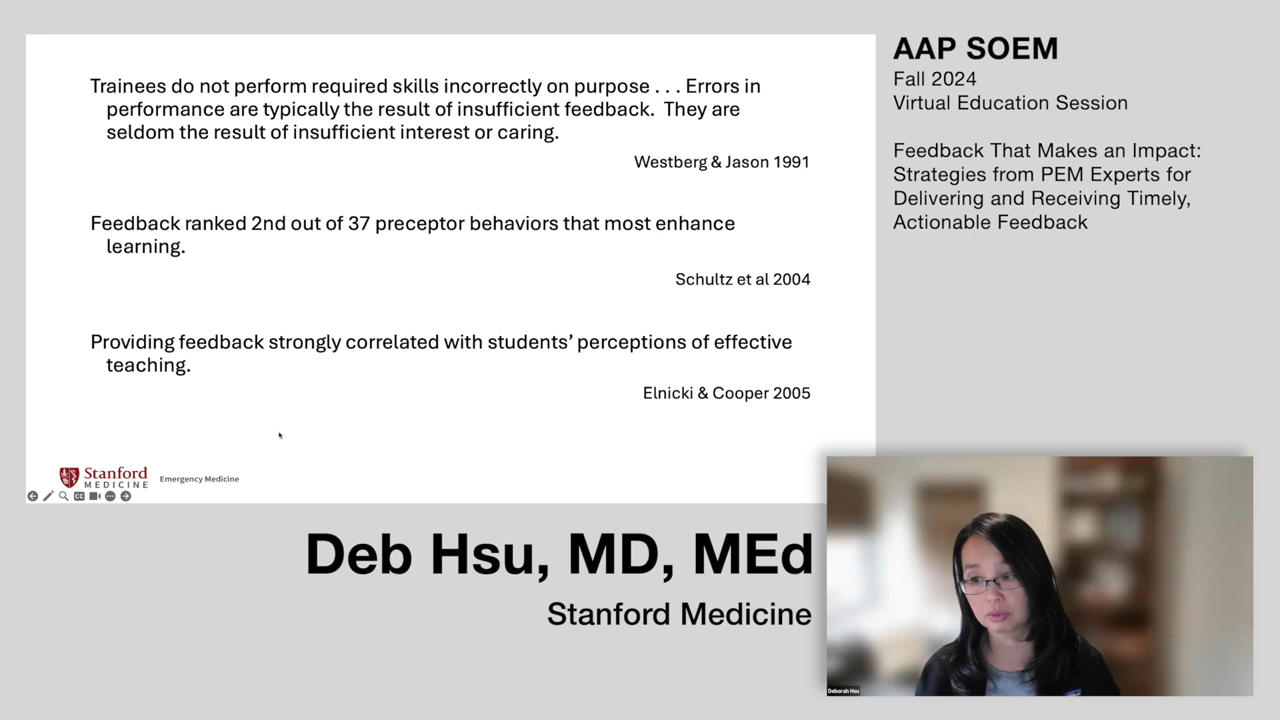 Trainees do not perform required skills incorrectly on purpose . . . Errors in
performance are typically the result of insufficient feedback. They are
seldom the result of insufficient interest or caring.
Westberg & Jason 1991
Feedback ranked 2nd out of 37 preceptor behaviors that most enhance
learning.
Schultz et al 2004
Providing feedback strongly correlated with students’ perceptions of effective
teaching.
Elnicki & Cooper 2005
Stanford
MEDICINE
Emergency Medicine
CC
AAP SOEM
Fall 2024
Virtual Education Session
Feedback That Makes an Impact:
Strategies from PEM Experts for
Delivering and Receiving Timely,
Actionable Feedback
Deb Hsu, MD, MEd
Stanford Medicine
Deborah Hsu